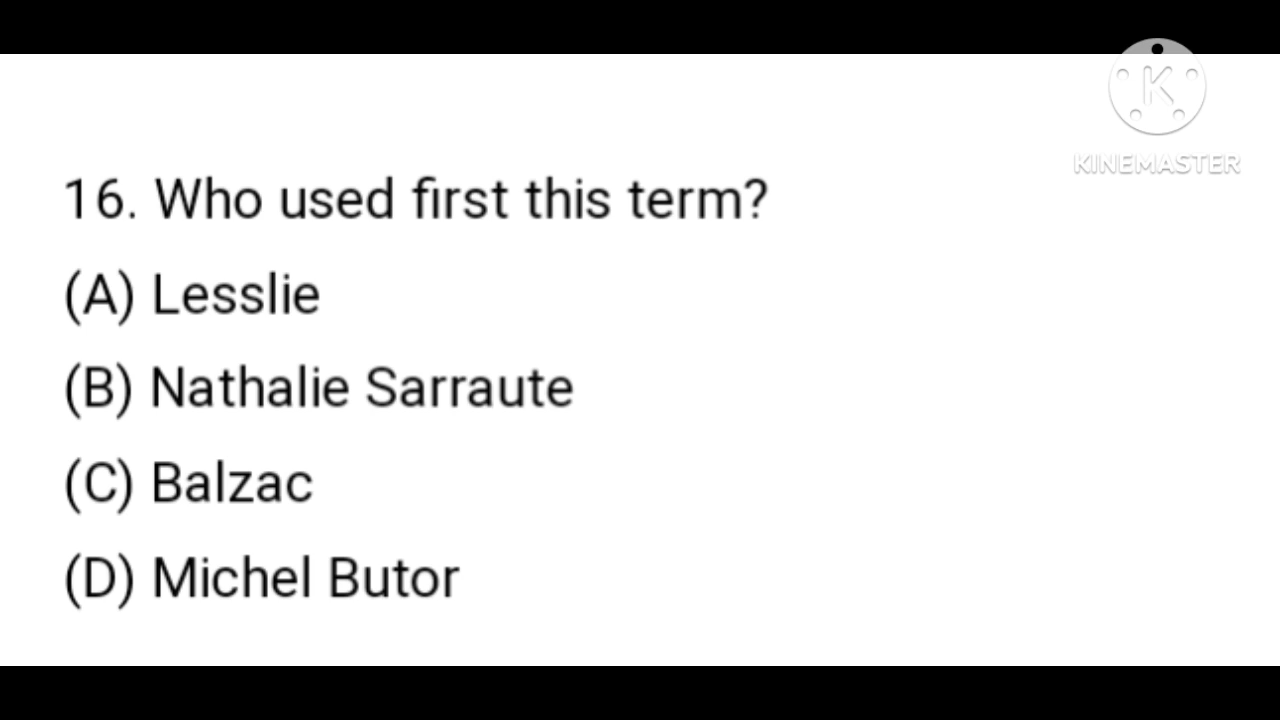 K
KINEMASTER
16. Who used first this term?
(A) Lesslie
(B) Nathalie Sarraute
(C) Balzac
(D) Michel Butor